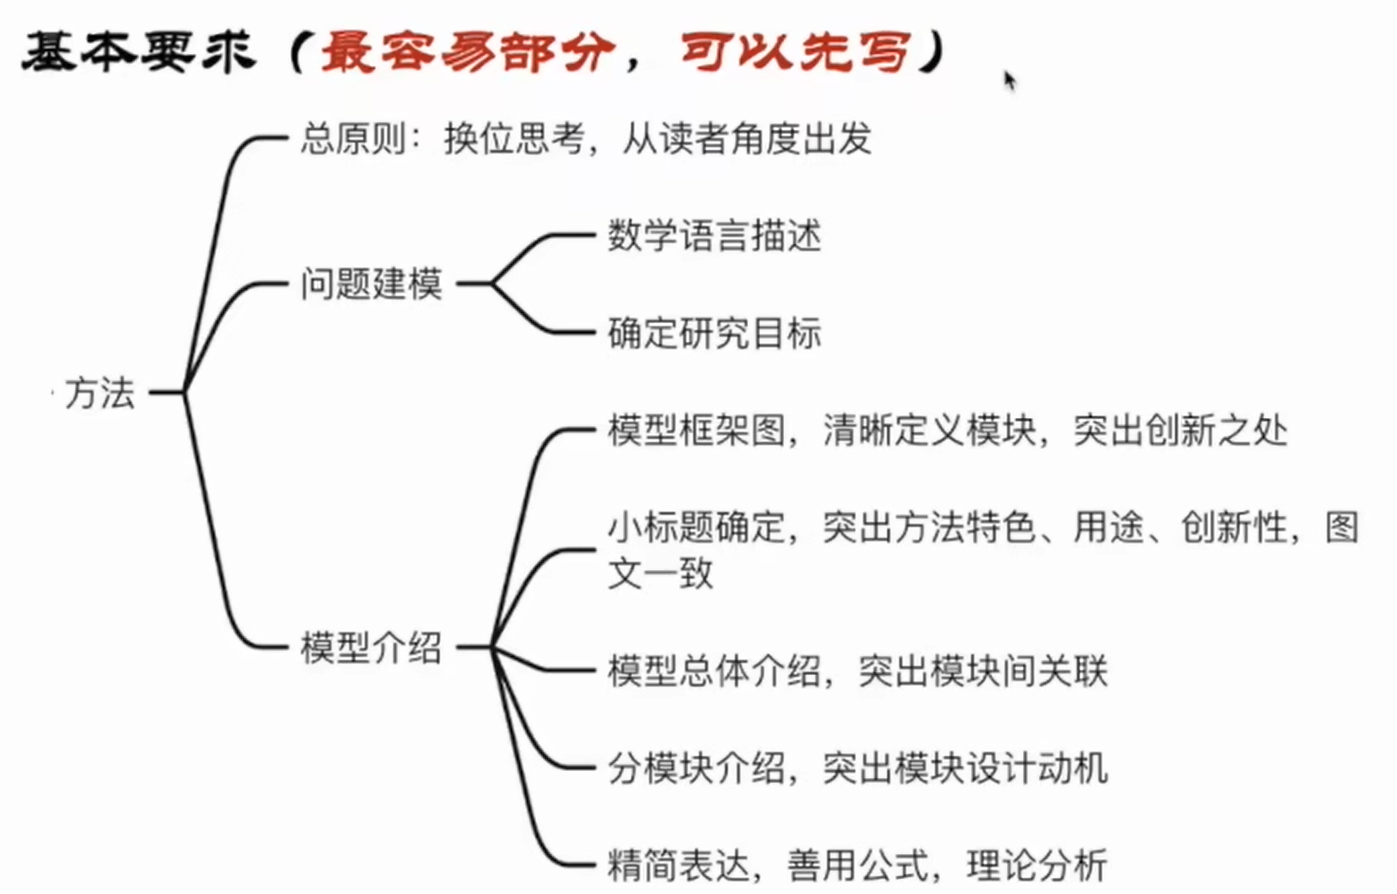 基本要求（最容易部分，可以先写）
总原则：换位思考，从读者角度出发
数学语言描述
问题建模
确定研究目标
方法
模型框架图，清晰定义模块，突出创新之处
小标题确定，突出方法特色、用途、创新性，图
文一致
模型介绍
模型总体介绍，突出模块间关联
分模块介绍，突出模块设计动机
精简表达，善用公式，理论分析